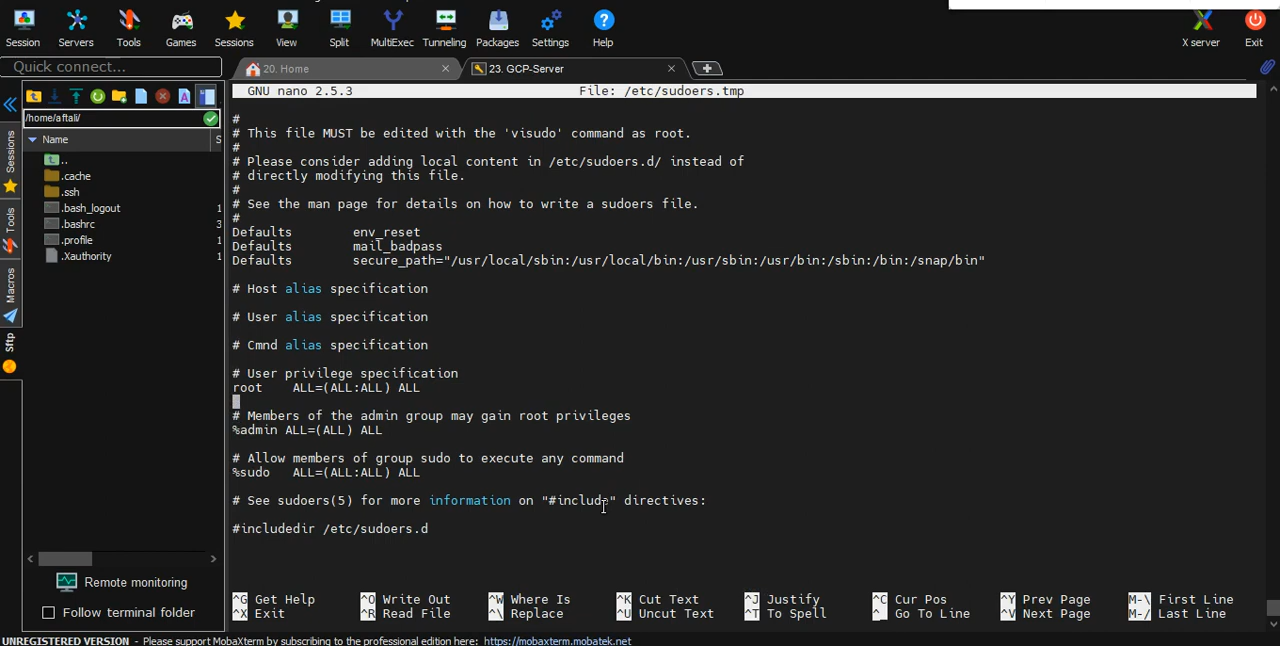 Session Servers Tools Games Sessions View Split MultiExec Tunneling Packages Settings Help X server Exit
Quick connect...
20. Home
23. GCP-Server
/home/aftali/
Name S
..
.cache
.ssh
.bash_logout 1
.bashrc 3
.profile 1
.Xauthority 1
Sessions
Tools
Macros
Sftp
Remote monitoring
Follow terminal folder
GNU nano 2.5.3 File: /etc/sudoers.tmp
#
# This file MUST be edited with the 'visudo' command as root.
#
# Please consider adding local content in /etc/sudoers.d/ instead of
# directly modifying this file.
#
# See the man page for details on how to write a sudoers file.
#
Defaults env_reset
Defaults mail_badpass
Defaults secure_path="/usr/local/sbin:/usr/local/bin:/usr/sbin:/usr/bin:/sbin:/bin:/snap/bin"
# Host alias specification
# User alias specification
# Cmnd alias specification
# User privilege specification
root ALL=(ALL:ALL) ALL
# Members of the admin group may gain root privileges
%admin ALL=(ALL) ALL
# Allow members of group sudo to execute any command
%sudo ALL=(ALL:ALL) ALL
# See sudoers(5) for more information on "#include" directives:
#includedir /etc/sudoers.d
^G Get Help ^O Write Out ^W Where Is ^K Cut Text ^J Justify ^C Cur Pos ^Y Prev Page M-\ First Line
^X Exit ^R Read File ^\ Replace ^U Uncut Text ^T To Spell ^_ Go To Line ^V Next Page M-/ Last Line
UNREGISTERED VERSION - Please support MobaXterm by subscribing to the professional edition here: https://mobaxterm.mobatek.net